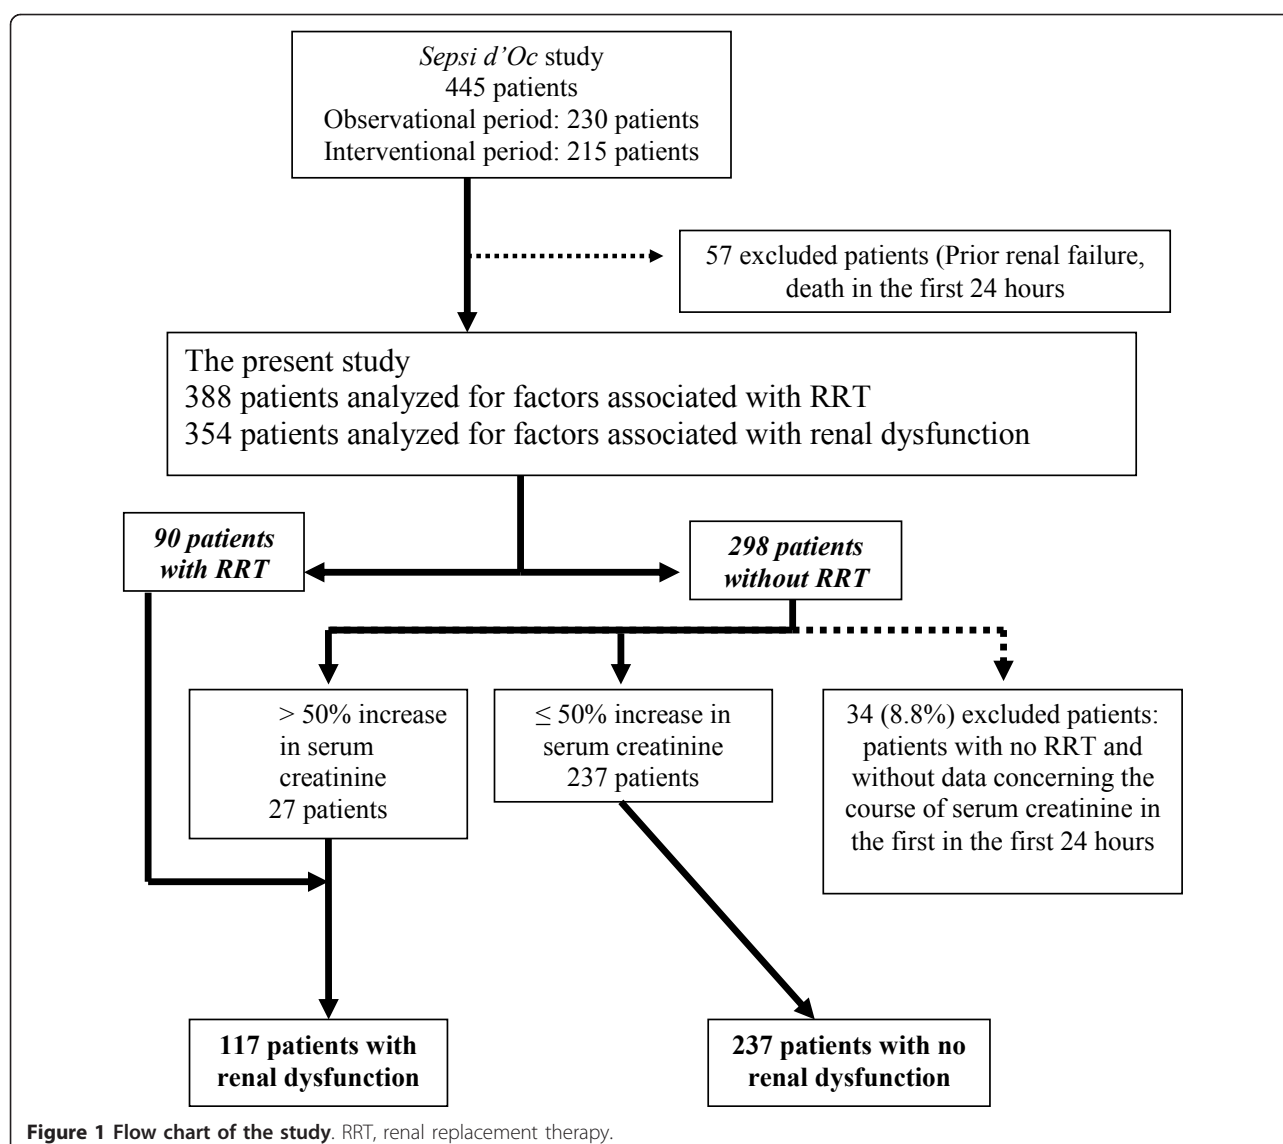 Sepsi d'Oc study
445 patients
Observational period: 230 patients
Interventional period: 215 patients
57 excluded patients (Prior renal failure,
death in the first 24 hours
The present study
388 patients analyzed for factors associated with RRT
354 patients analyzed for factors associated with renal dysfunction
90 patients
with RRT
298 patients
without RRT
> 50% increase
in serum
creatinine
27 patients
≤ 50% increase in
serum creatinine
237 patients
34 (8.8%) excluded patients:
patients with no RRT and
without data concerning the
course of serum creatinine in
the first in the first 24 hours
117 patients with
renal dysfunction
237 patients with no
renal dysfunction
Figure 1 Flow chart of the study. RRT, renal replacement therapy.